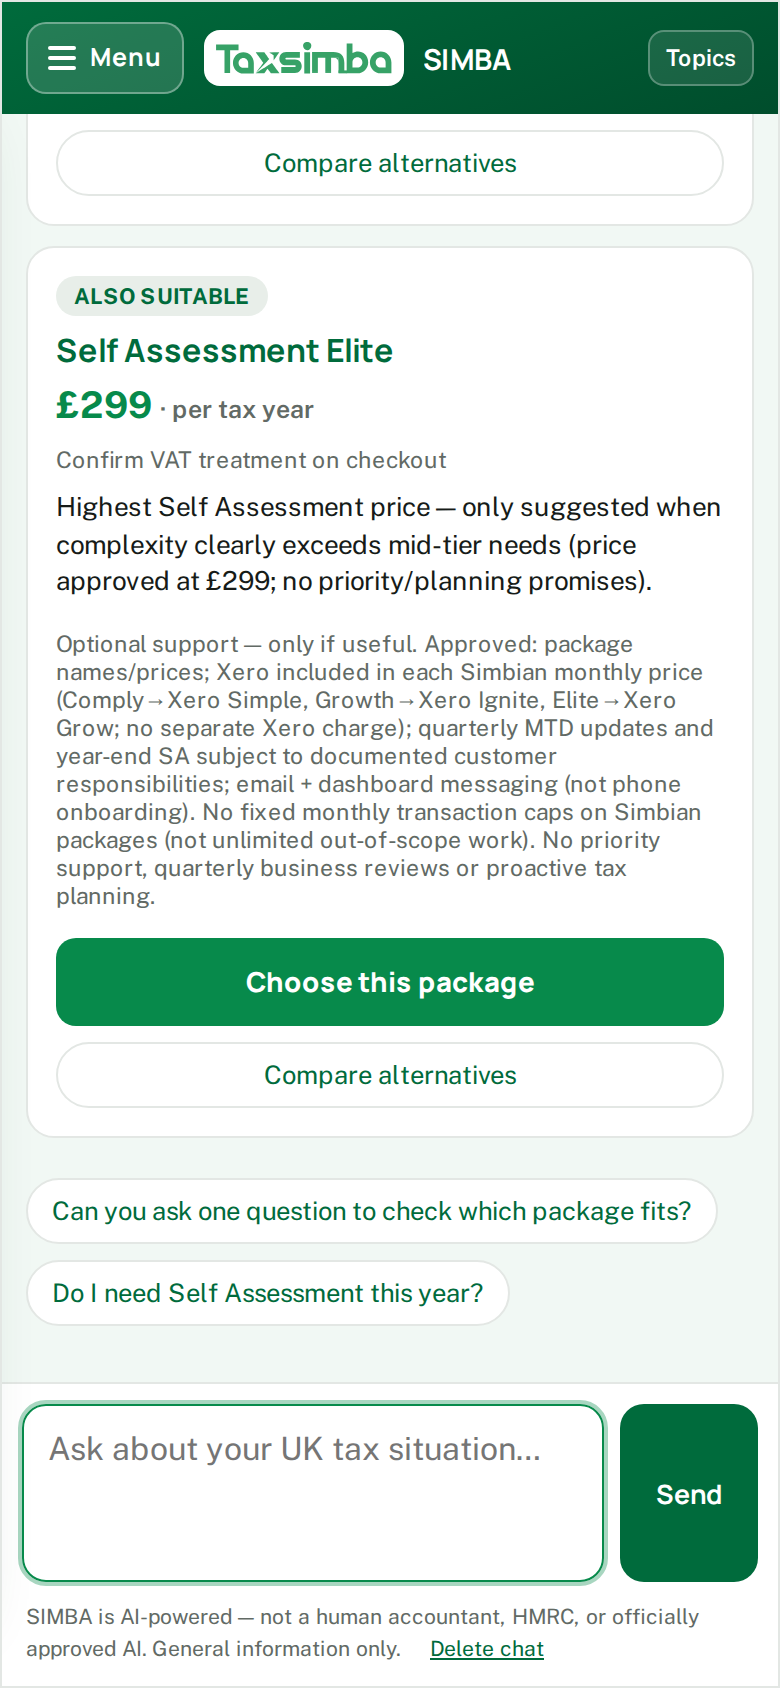 Menu
Taxsimba
SIMBA
Topics
Compare alternatives
ALSO SUITABLE
Self Assessment Elite
£299 · per tax year
Confirm VAT treatment on checkout
Highest Self Assessment price — only suggested when
complexity clearly exceeds mid-tier needs (price
approved at £299; no priority/planning promises).
Optional support — only if useful. Approved: package
names/prices; Xero included in each Simbian monthly price
(Comply→Xero Simple, Growth→Xero Ignite, Elite→Xero
Grow; no separate Xero charge); quarterly MTD updates and
year-end SA subject to documented customer
responsibilities; email + dashboard messaging (not phone
onboarding). No fixed monthly transaction caps on Simbian
packages (not unlimited out-of-scope work). No priority
support, quarterly business reviews or proactive tax
planning.
Choose this package
Compare alternatives
Can you ask one question to check which package fits?
Do I need Self Assessment this year?
Ask about your UK tax situation...
Send
SIMBA is AI-powered — not a human accountant, HMRC, or officially
approved AI. General information only. Delete chat